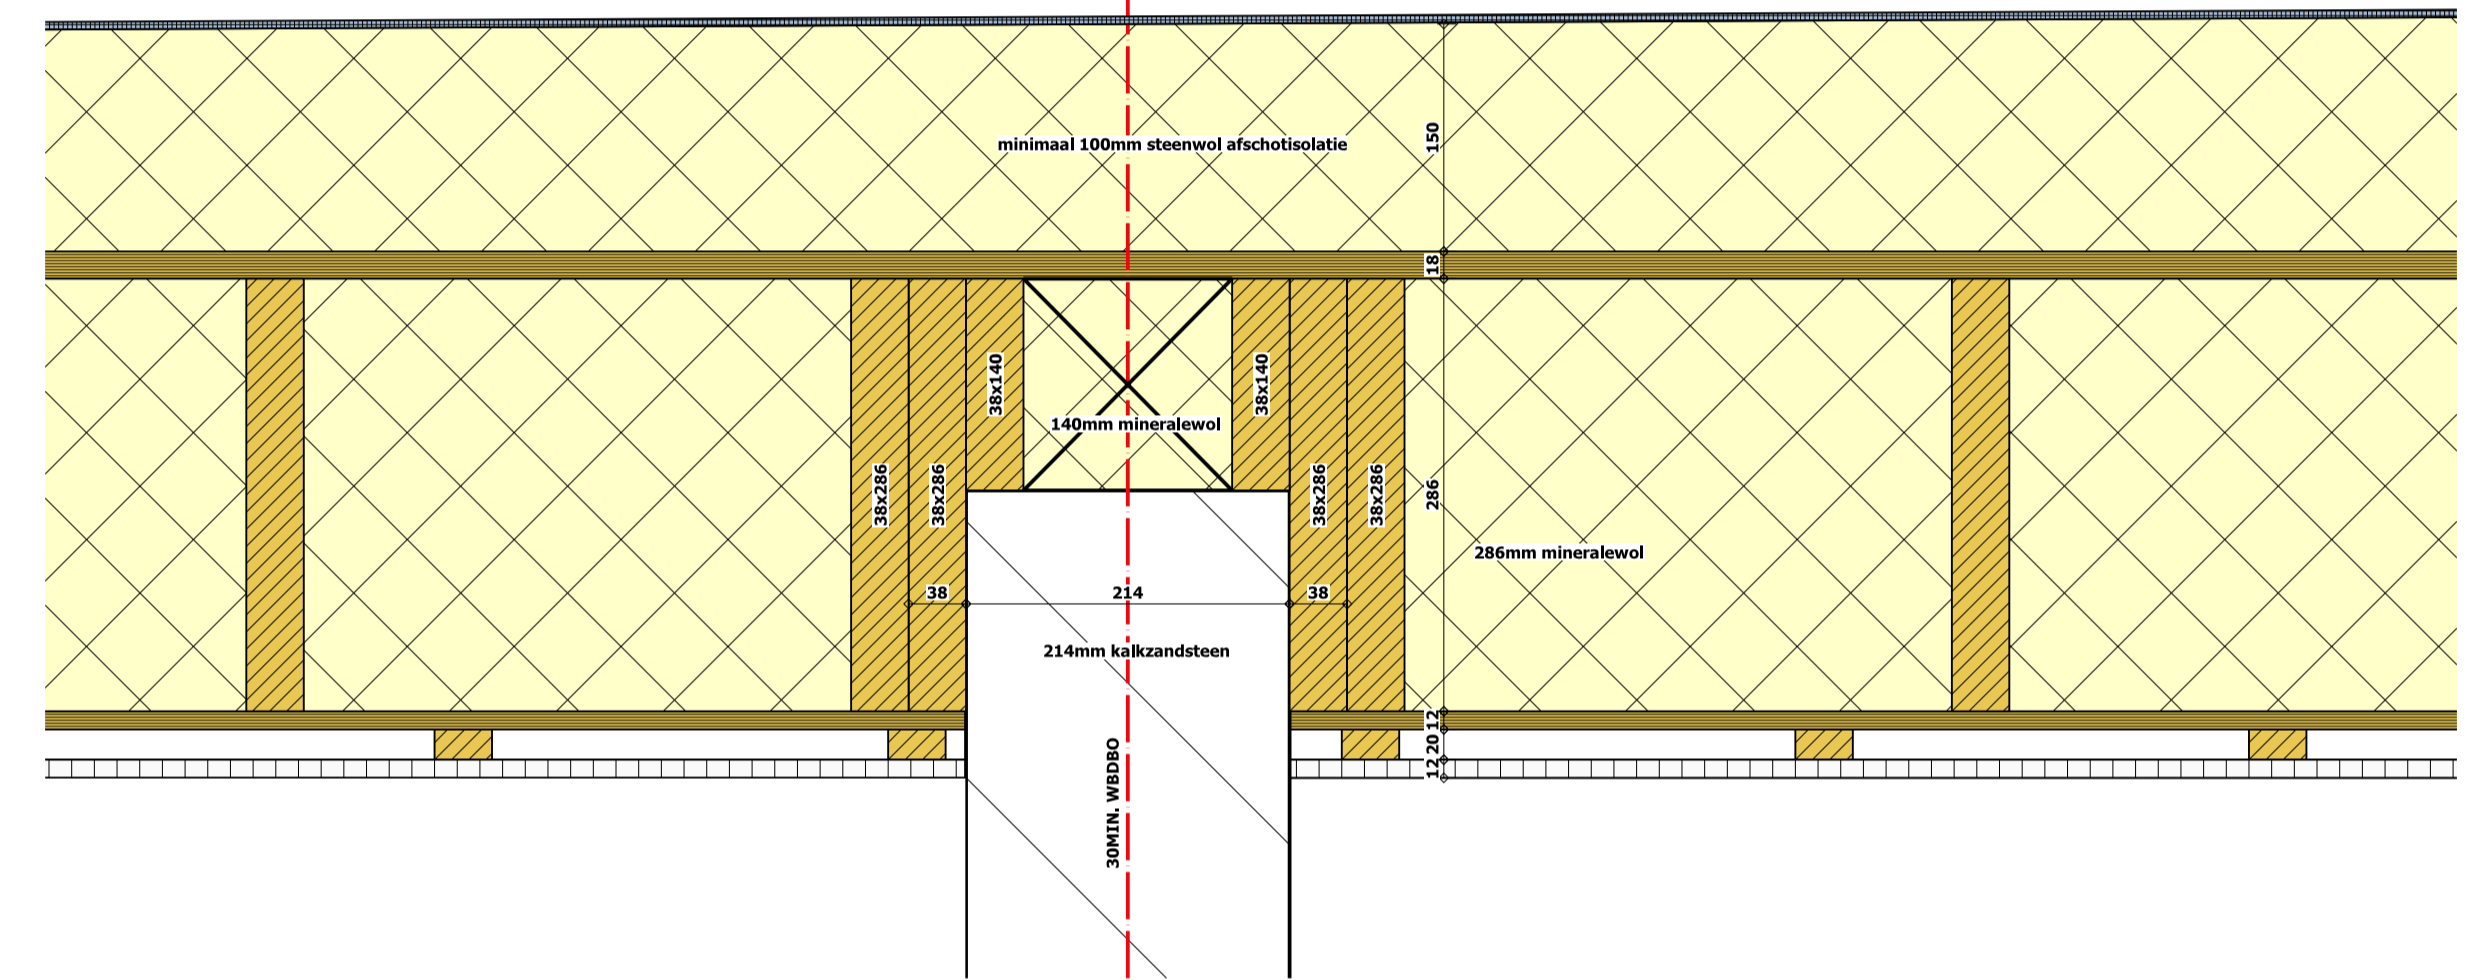 minimaal 100mm steenwol afschotisolatie
150
18
38x140
38x140
140mm mineralewol
38x286
38x286
38x286
38x286
286
286mm mineralewol
38
214
38
214mm kalkzandsteen
12
20
12
30MIN. WBDBO